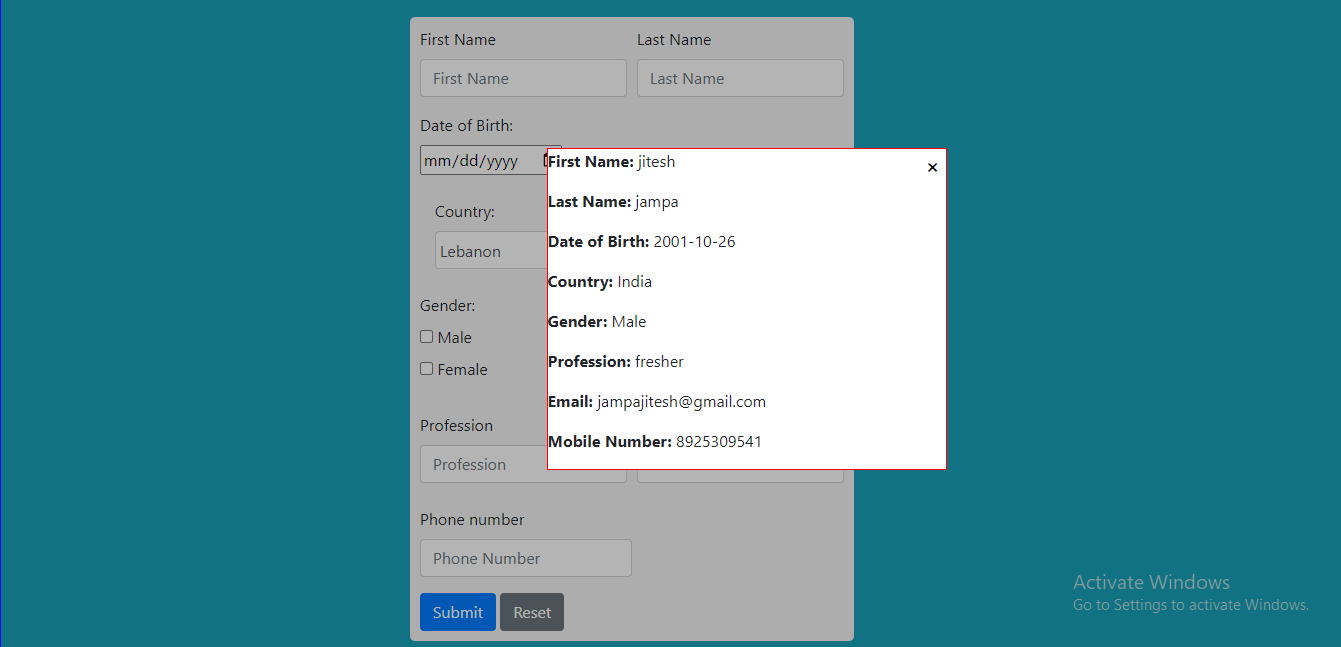 First Name
Last Name
First Name
Last Name
Date of Birth:
mm/dd/yyyy
Country:
Lebanon
Gender:
Male
Female
Profession
Profession
Phone number
Phone Number
Submit Reset
First Name: jitesh
×
Last Name: jampa
Date of Birth: 2001-10-26
Country: India
Gender: Male
Profession: fresher
Email: jampajitesh@gmail.com
Mobile Number: 8925309541
Activate Windows
Go to Settings to activate Windows.